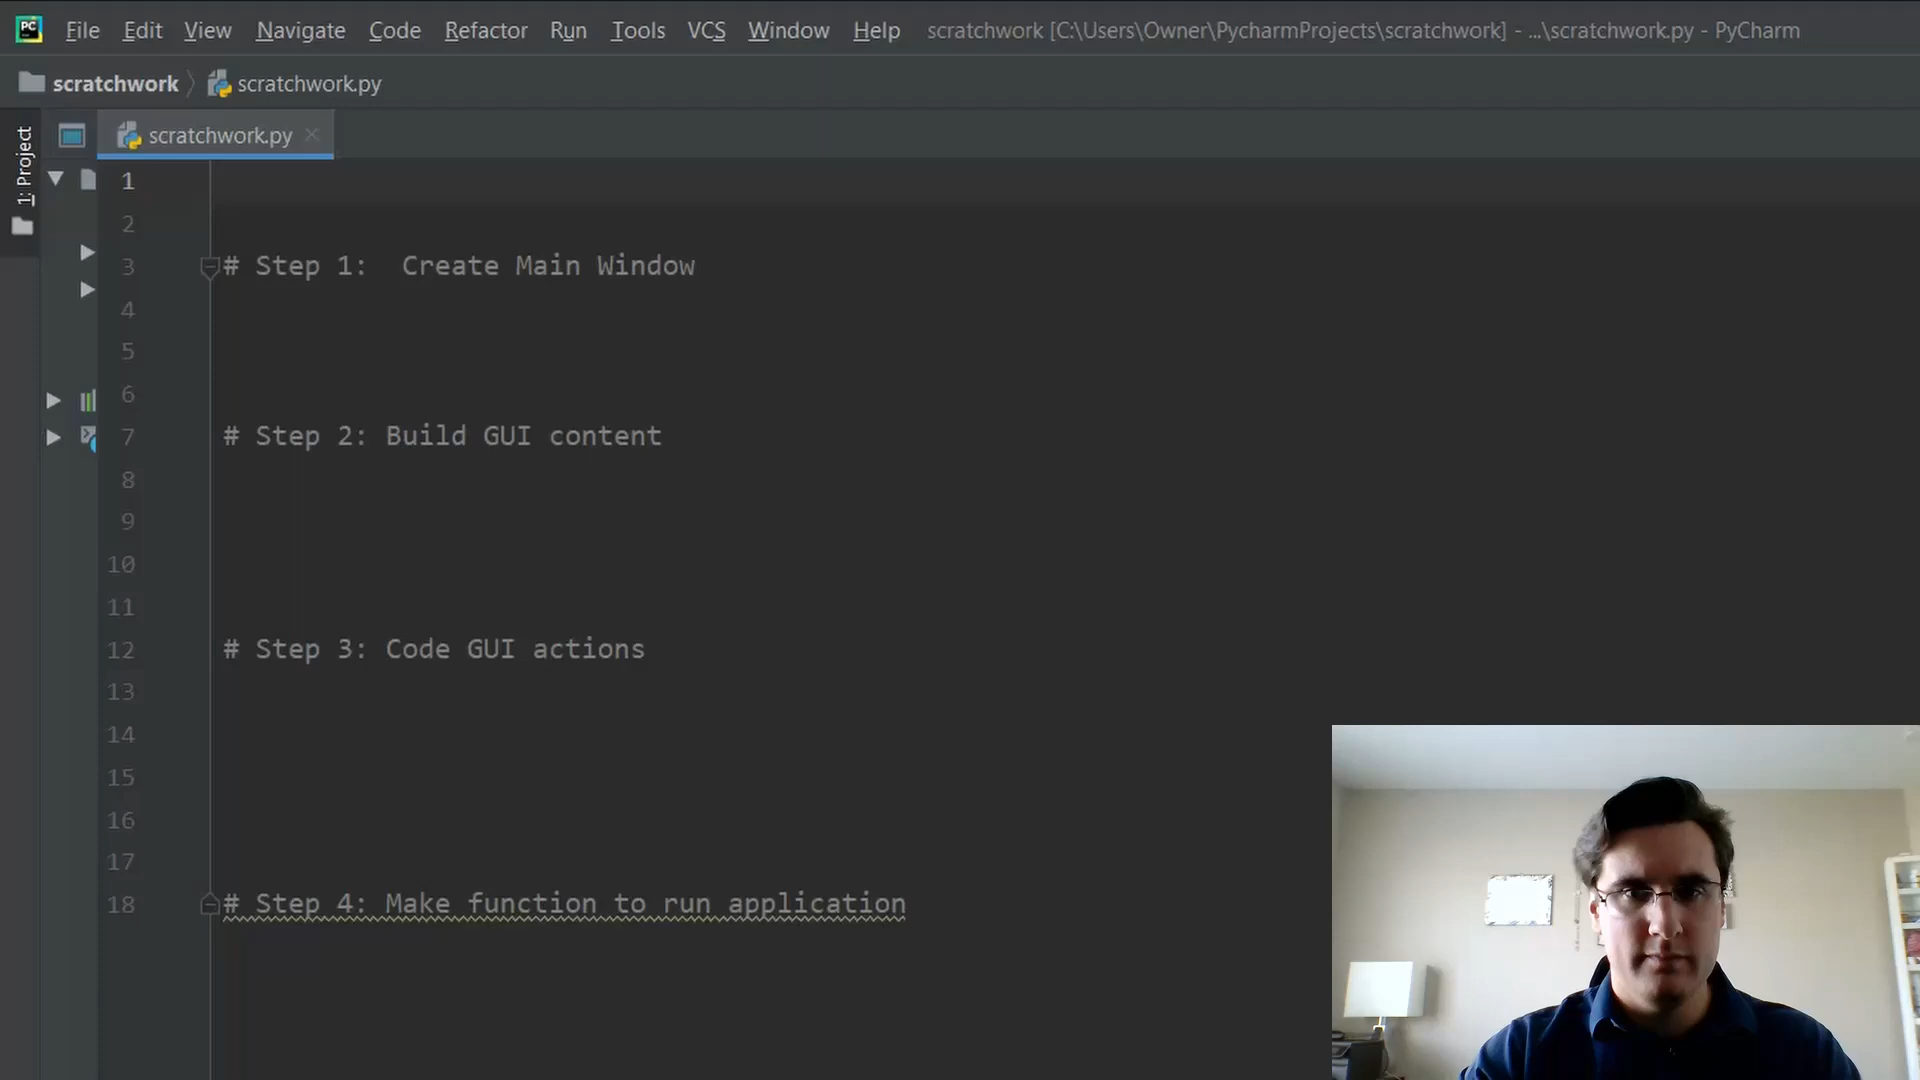 PC File Edit View Navigate Code Refactor Run Tools VCS Window Help scratchwork [C:\Users\Owner\PycharmProjects\scratchwork] - ...\scratchwork.py - PyCharm
scratchwork scratchwork.py
1: Project
scratchwork.py
1
2
3 # Step 1:  Create Main Window
4
5
6
7 # Step 2: Build GUI content
8
9
10
11
12 # Step 3: Code GUI actions
13
14
15
16
17
18 # Step 4: Make function to run application